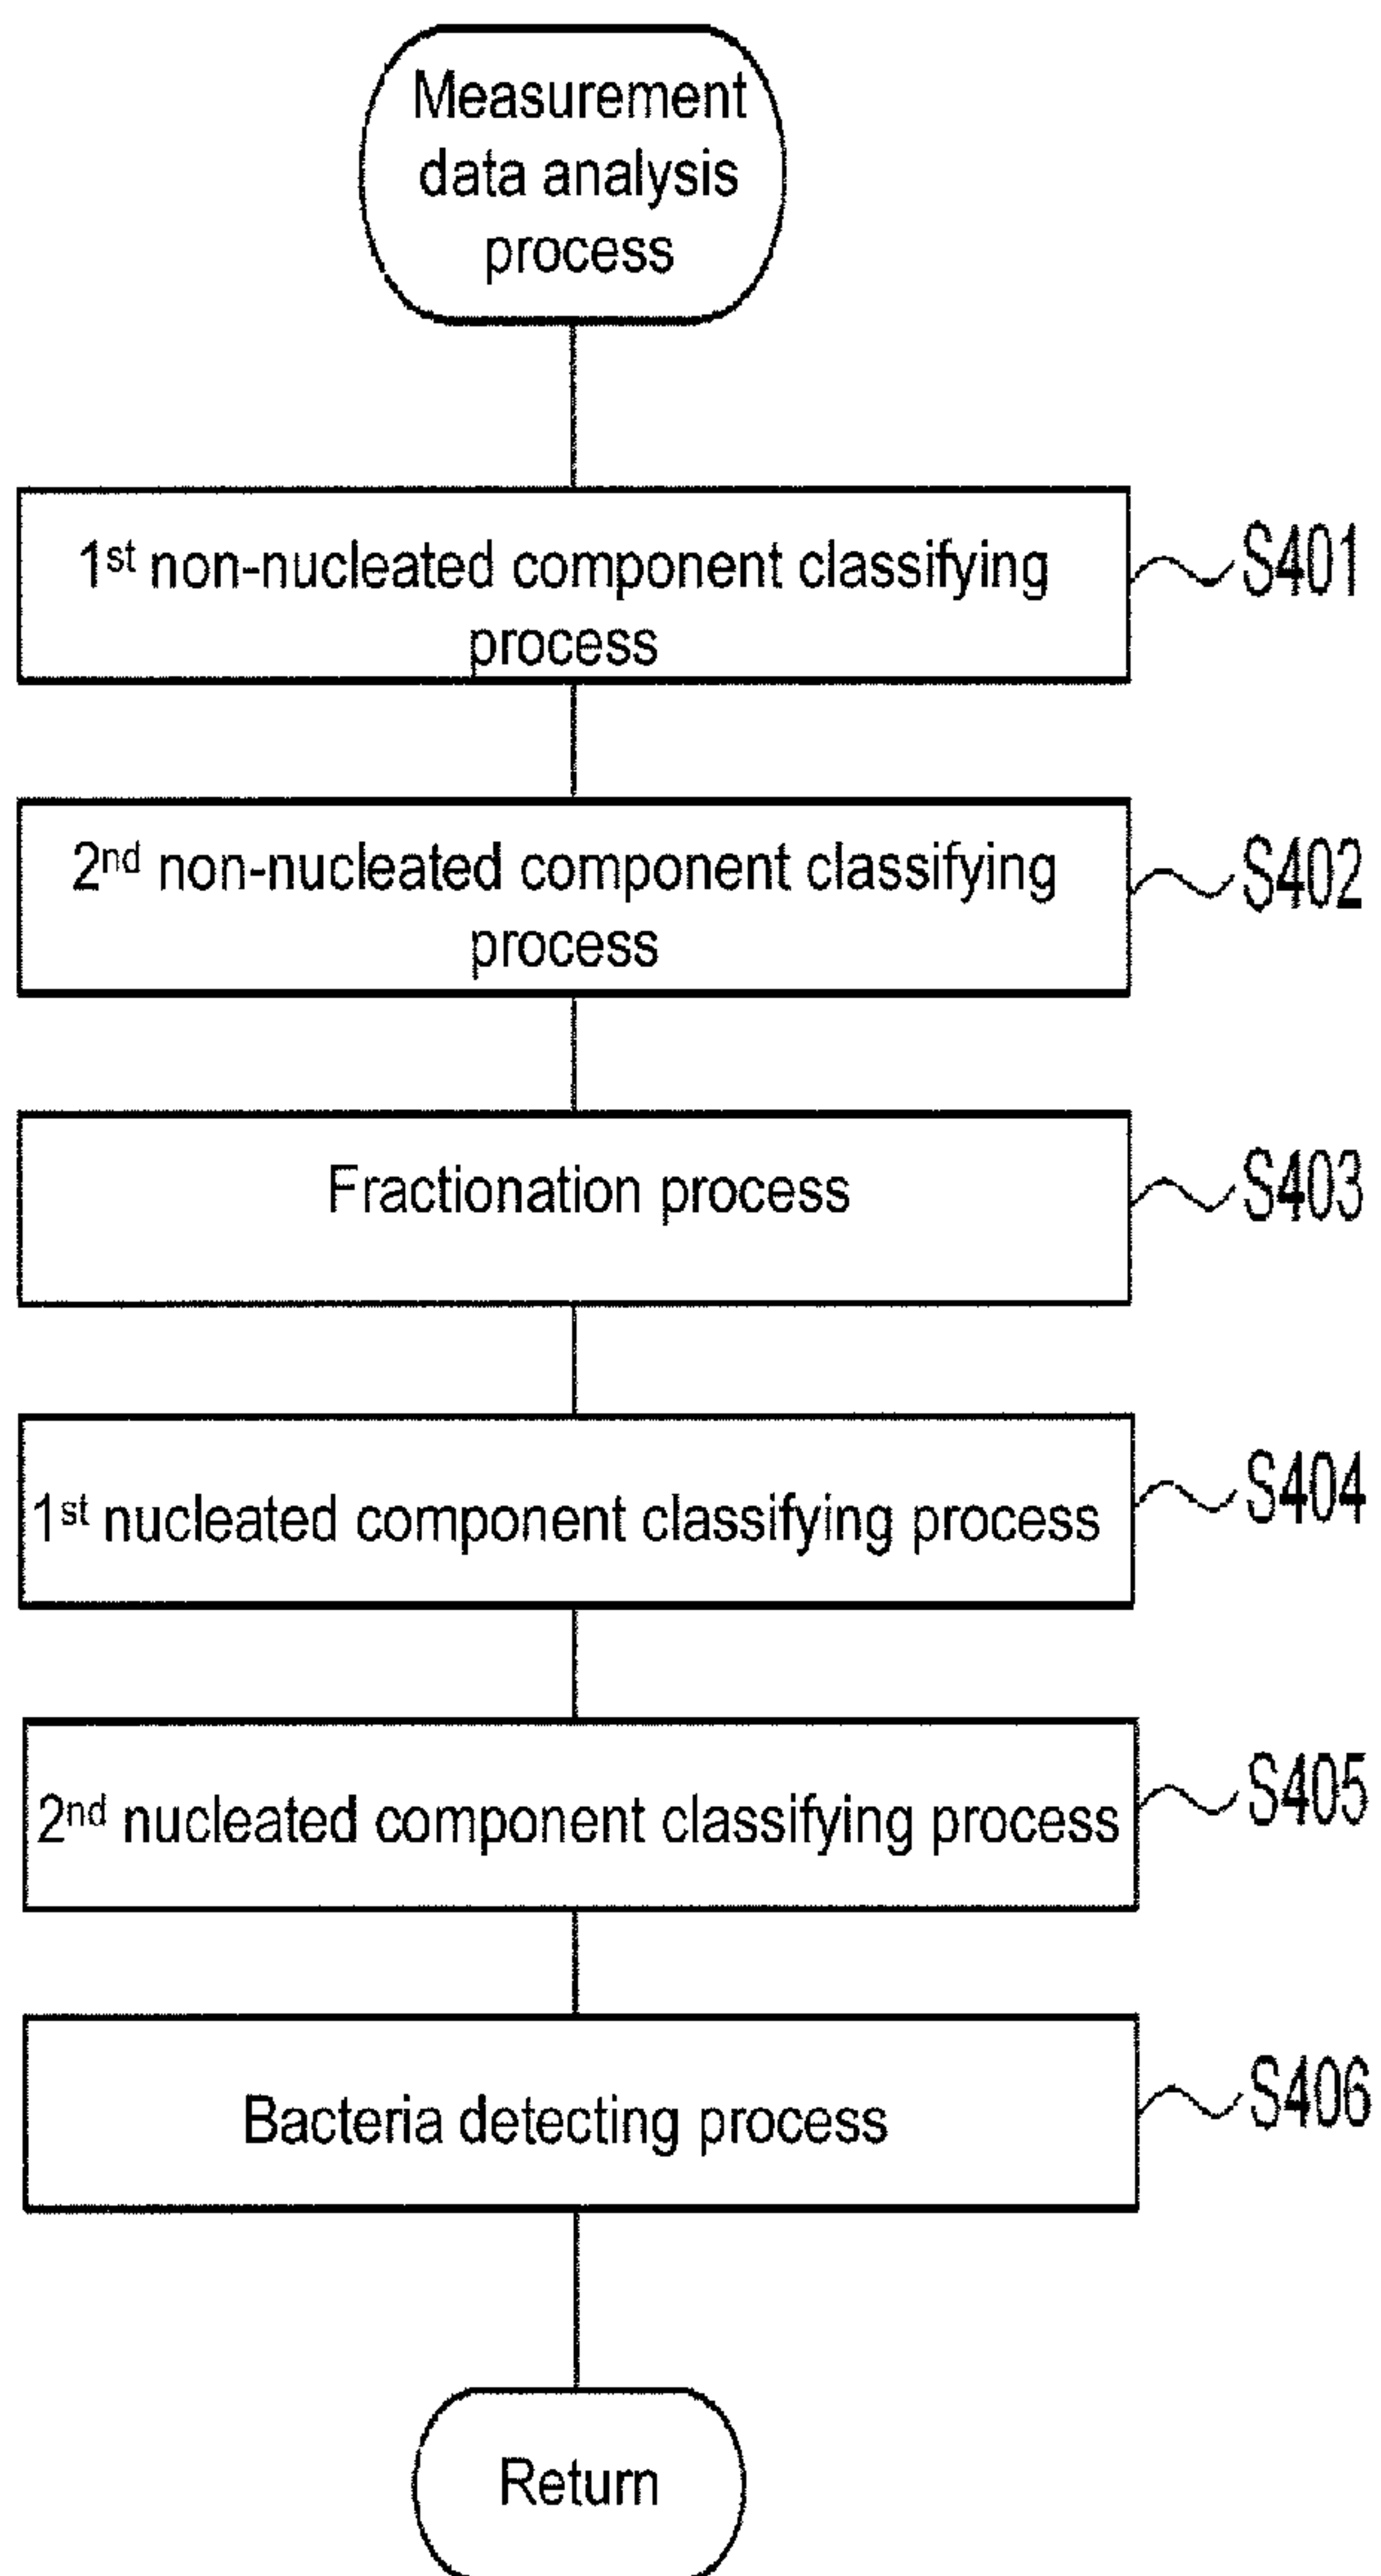 Measurement
data analysis
process
1st non-nucleated component classifying
process
S401
2nd non-nucleated component classifying
process
S402
Fractionation process
S403
1st nucleated component classifying process
S404
2nd nucleated component classifying process
S405
Bacteria detecting process
S406
Return